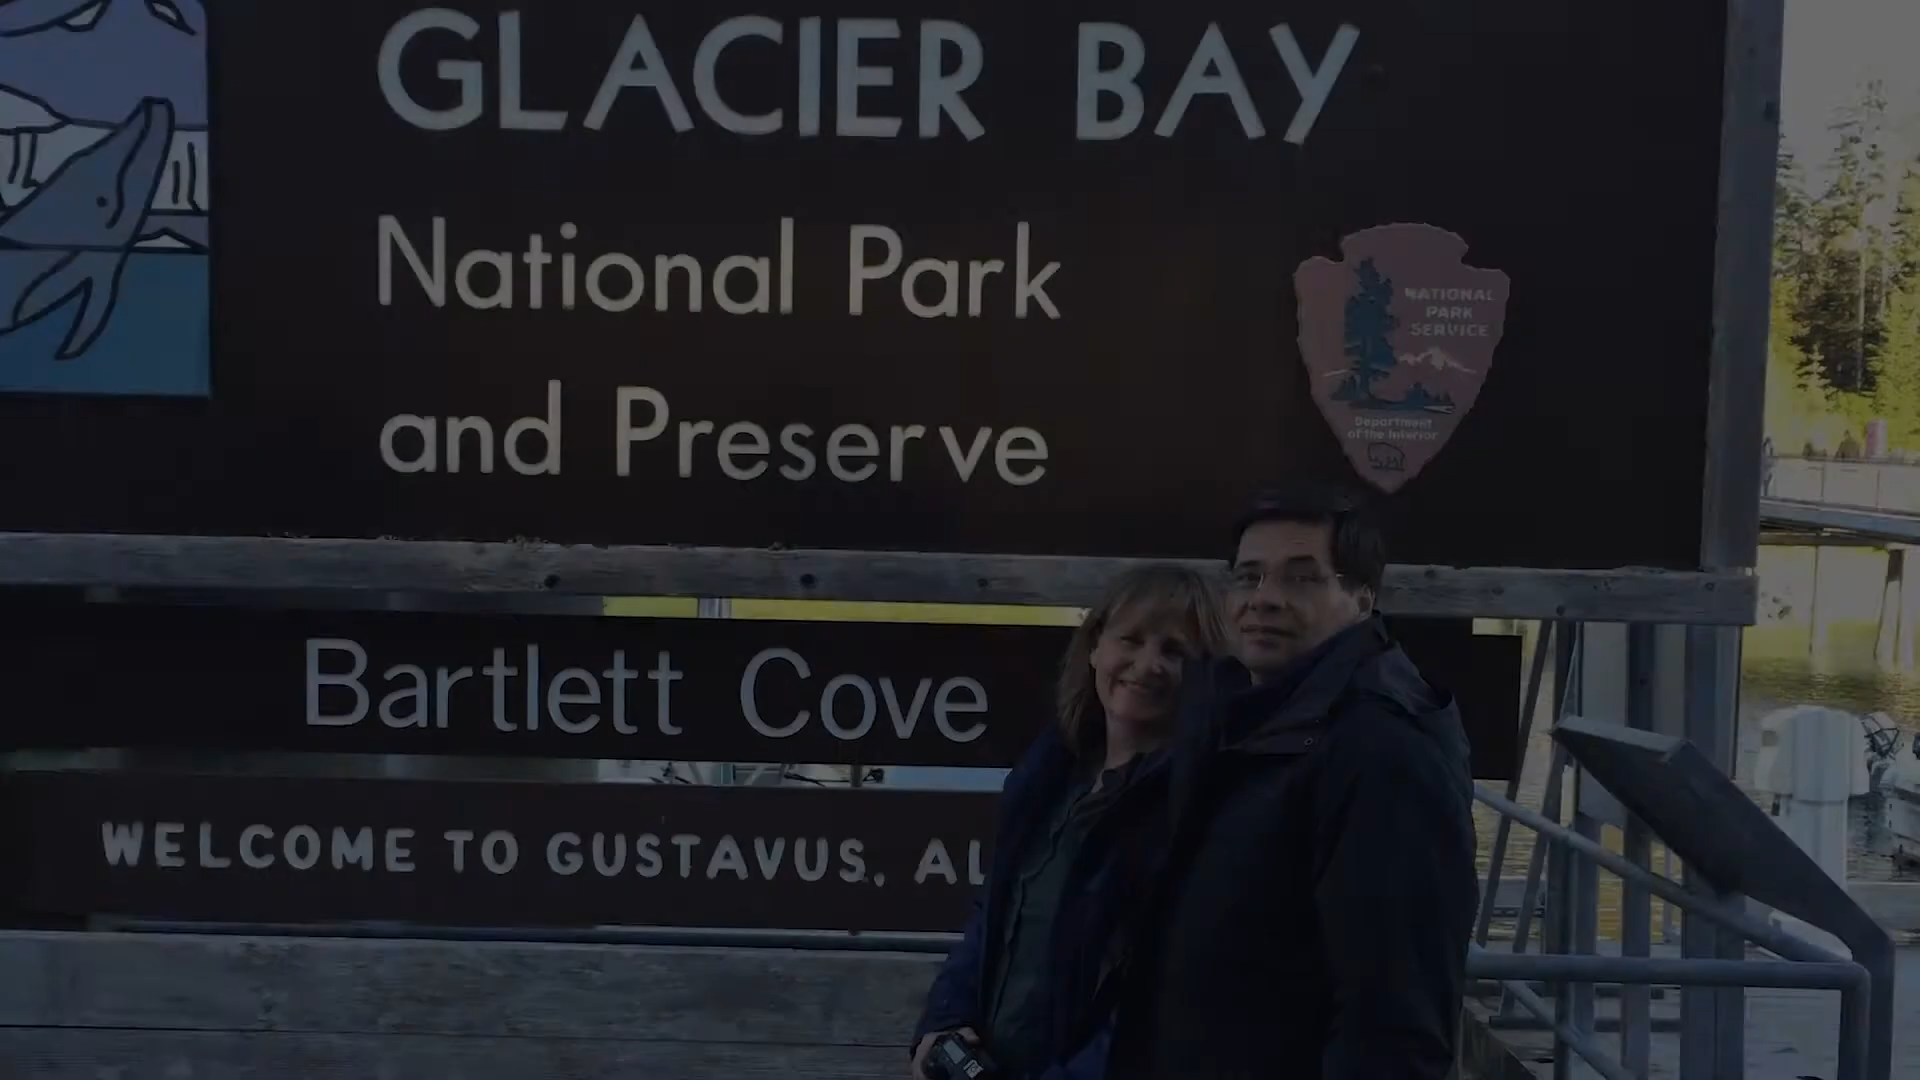 GLACIER BAY
National Park
and Preserve
NATIONAL
PARK
SERVICE
Department
of the Interior
Bartlett Cove
WELCOME TO GUSTAVUS, AL